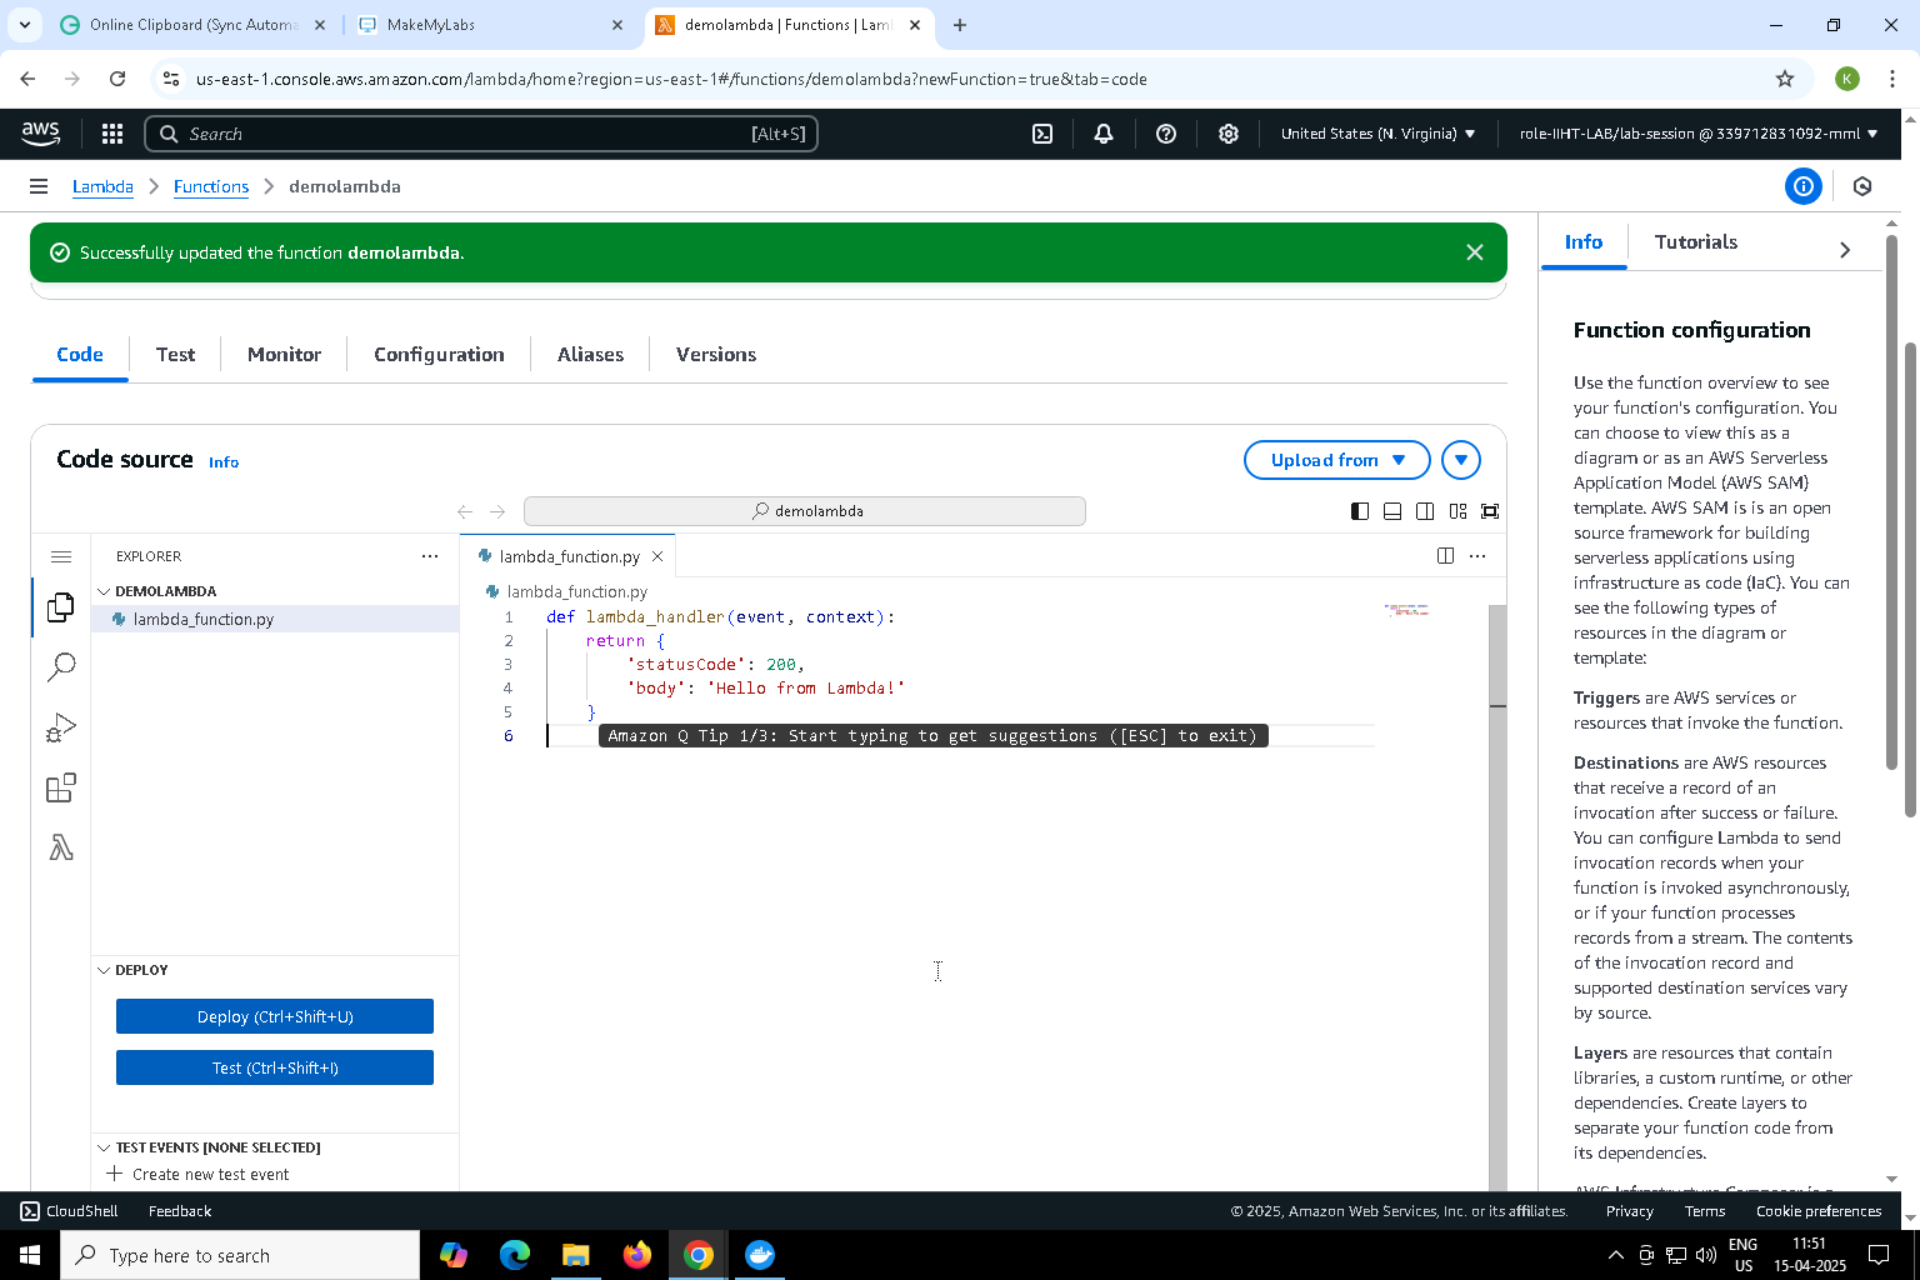 Online Clipboard (Sync Automa
MakeMyLabs
demolambda | Functions | Lam
us-east-1.console.aws.amazon.com/lambda/home?region=us-east-1#/functions/demolambda?newFunction=true&tab=code
K
aws
Search
[Alt+S]
United States (N. Virginia) ▼
role-IIHT-LAB/lab-session @ 339712831092-mml ▼
Lambda > Functions > demolambda
Successfully updated the function demolambda.
Info
Tutorials
Code
Test
Monitor
Configuration
Aliases
Versions
Code source Info
Upload from ▼
demolambda
EXPLORER
DEMOLAMBDA
lambda_function.py
lambda_function.py
lambda_function.py
1 def lambda_handler(event, context):
2     return {
3         'statusCode': 200,
4         'body': 'Hello from Lambda!'
5     }
6 Amazon Q Tip 1/3: Start typing to get suggestions ([ESC] to exit)
DEPLOY
Deploy (Ctrl+Shift+U)
Test (Ctrl+Shift+I)
TEST EVENTS [NONE SELECTED]
+ Create new test event
Function configuration
Use the function overview to see
your function's configuration. You
can choose to view this as a
diagram or as an AWS Serverless
Application Model (AWS SAM)
template. AWS SAM is is an open
source framework for building
serverless applications using
infrastructure as code (IaC). You can
see the following types of
resources in the diagram or
template:
Triggers are AWS services or
resources that invoke the function.
Destinations are AWS resources
that receive a record of an
invocation after success or failure.
You can configure Lambda to send
invocation records when your
function is invoked asynchronously,
or if your function processes
records from a stream. The contents
of the invocation record and
supported destination services vary
by source.
Layers are resources that contain
libraries, a custom runtime, or other
dependencies. Create layers to
separate your function code from
its dependencies.
AWS Infrastructure Composer is a
CloudShell
Feedback
© 2025, Amazon Web Services, Inc. or its affiliates.
Privacy
Terms
Cookie preferences
Type here to search
ENG
US
11:51
15-04-2025